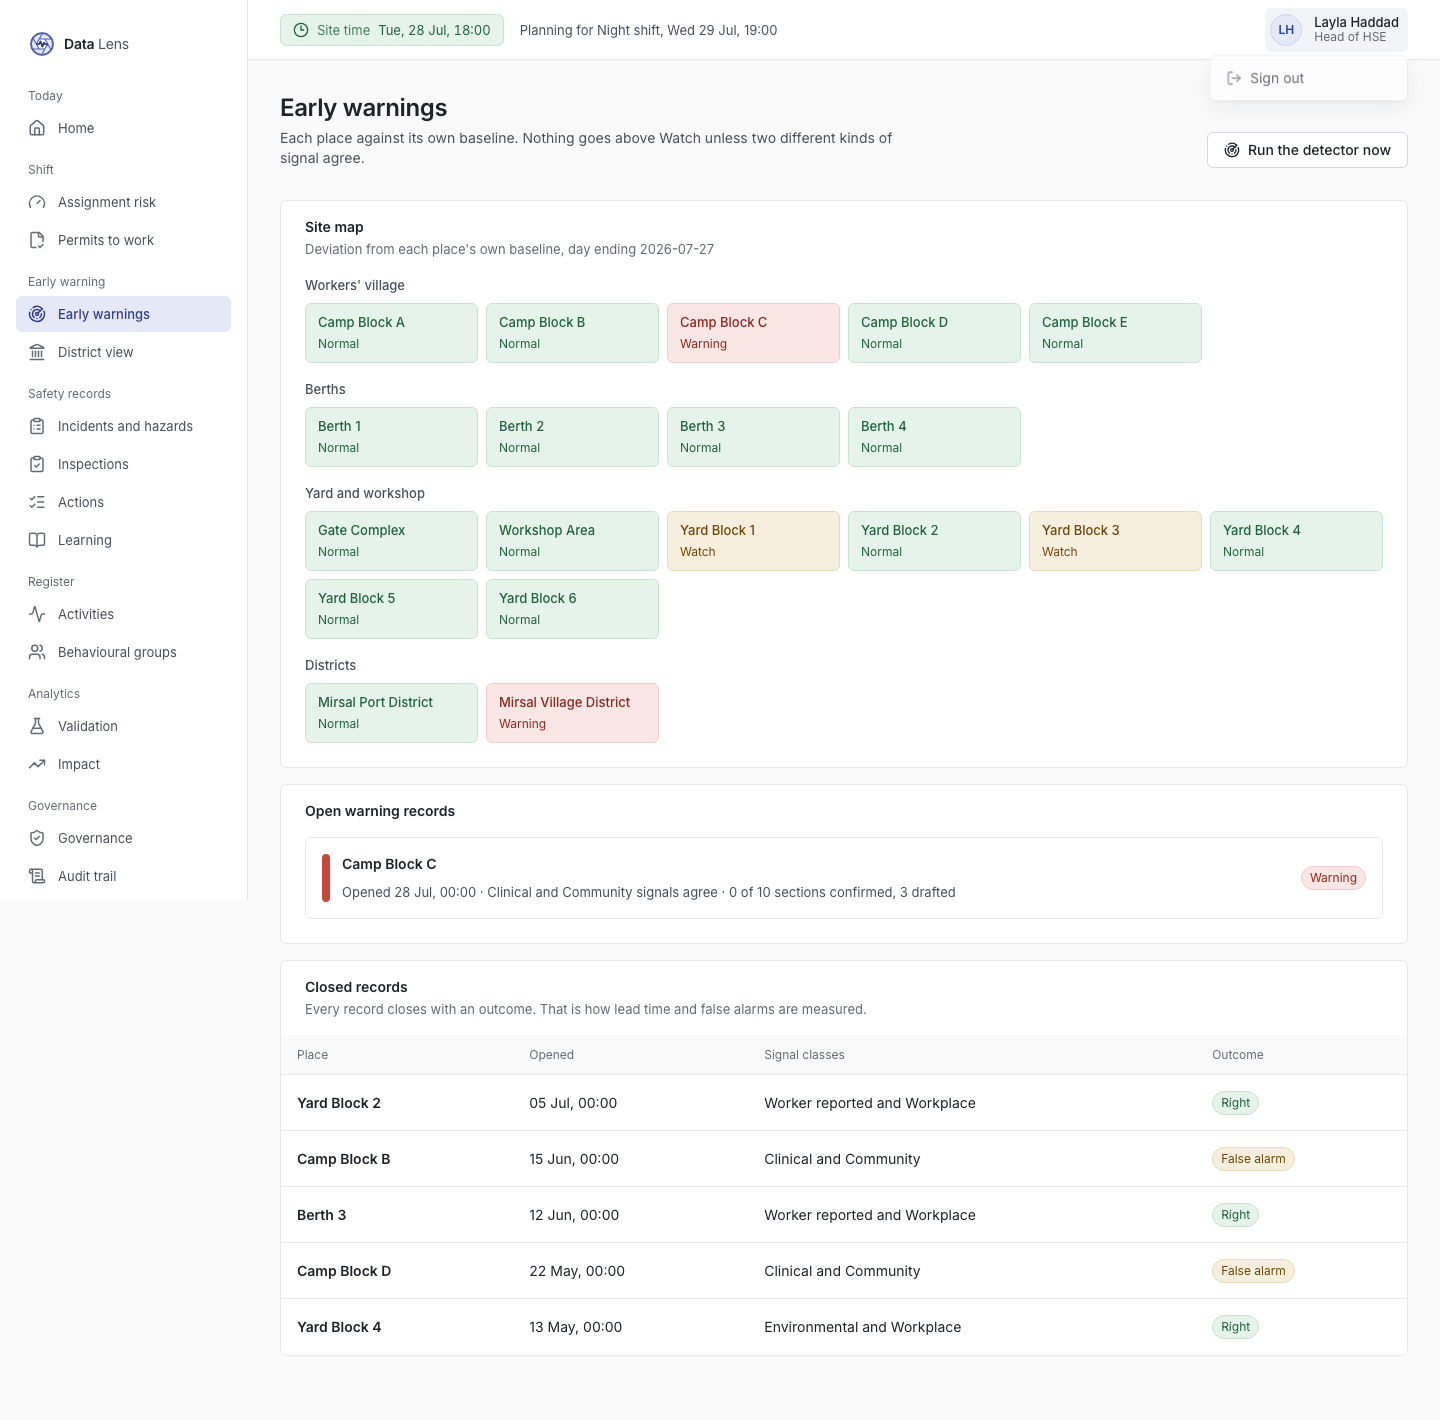 Data Lens
Site time Tue, 28 Jul, 18:00
Planning for Night shift, Wed 29 Jul, 19:00
LH
Layla Haddad
Head of HSE
Sign out
Today
Home
Shift
Assignment risk
Permits to work
Early warning
Early warnings
District view
Safety records
Incidents and hazards
Inspections
Actions
Learning
Register
Activities
Behavioural groups
Analytics
Validation
Impact
Governance
Governance
Audit trail
Early warnings
Each place against its own baseline. Nothing goes above Watch unless two different kinds of
signal agree.
Run the detector now
Site map
Deviation from each place's own baseline, day ending 2026-07-27
Workers' village
Camp Block A
Normal
Camp Block B
Normal
Camp Block C
Warning
Camp Block D
Normal
Camp Block E
Normal
Berths
Berth 1
Normal
Berth 2
Normal
Berth 3
Normal
Berth 4
Normal
Yard and workshop
Gate Complex
Normal
Workshop Area
Normal
Yard Block 1
Watch
Yard Block 2
Normal
Yard Block 3
Watch
Yard Block 4
Normal
Yard Block 5
Normal
Yard Block 6
Normal
Districts
Mirsal Port District
Normal
Mirsal Village District
Warning
Open warning records
Camp Block C
Opened 28 Jul, 00:00 · Clinical and Community signals agree · 0 of 10 sections confirmed, 3 drafted
Warning
Closed records
Every record closes with an outcome. That is how lead time and false alarms are measured.
Place Opened Signal classes Outcome
Yard Block 2 05 Jul, 00:00 Worker reported and Workplace Right
Camp Block B 15 Jun, 00:00 Clinical and Community False alarm
Berth 3 12 Jun, 00:00 Worker reported and Workplace Right
Camp Block D 22 May, 00:00 Clinical and Community False alarm
Yard Block 4 13 May, 00:00 Environmental and Workplace Right